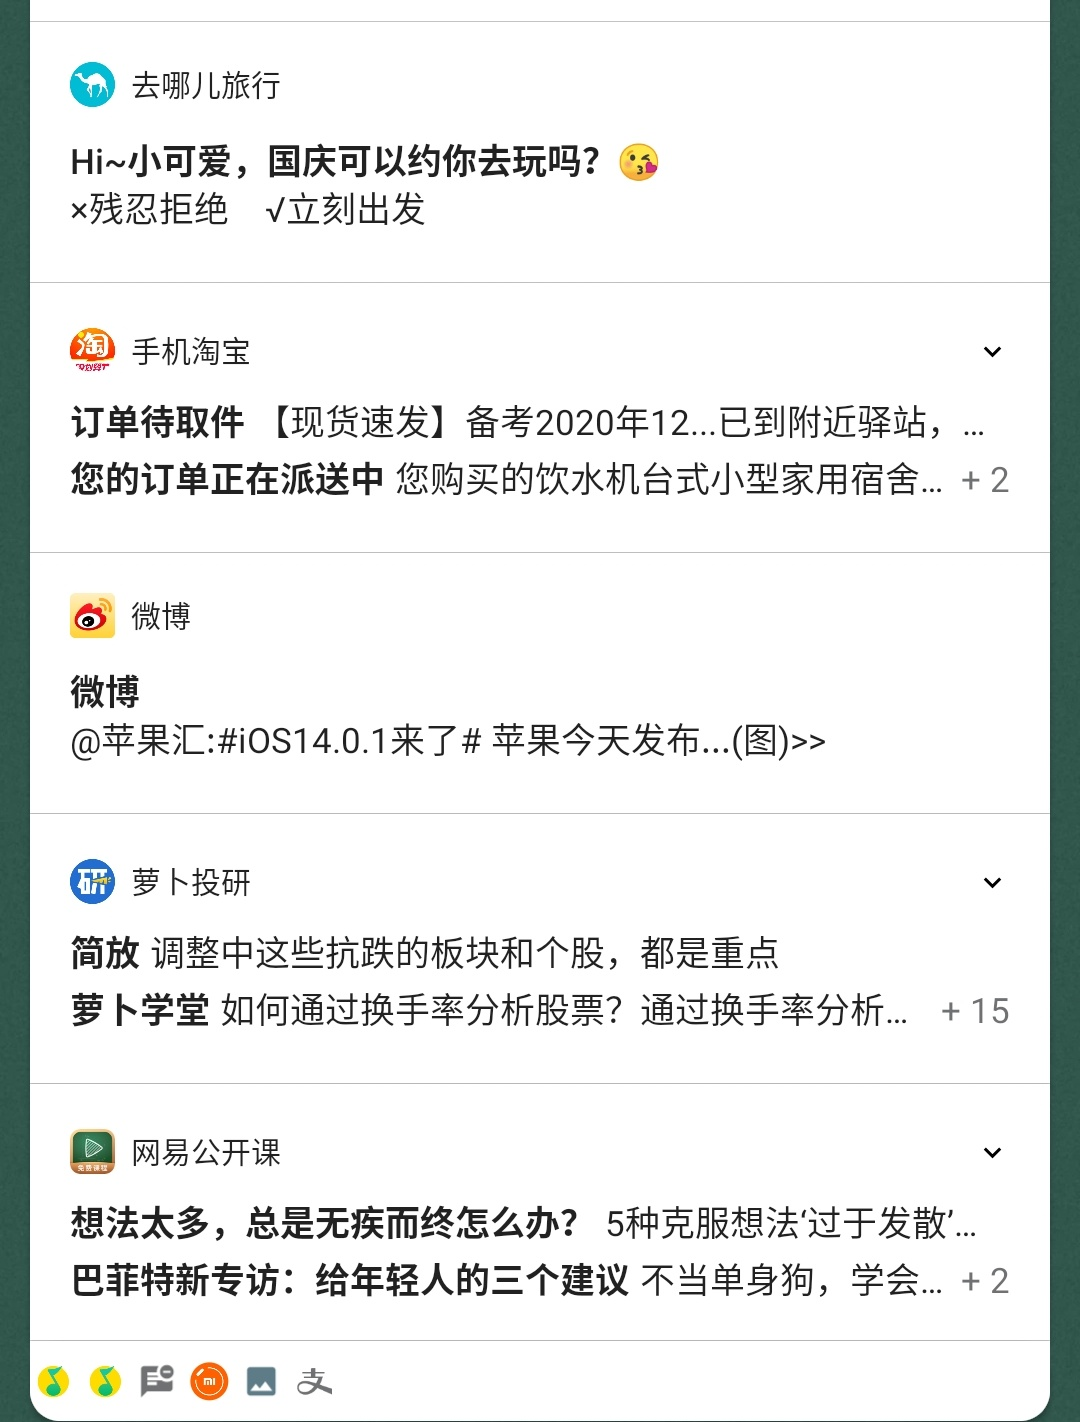 去哪儿旅行
Hi~小可爱，国庆可以约你去玩吗？😘
×残忍拒绝 √立刻出发
淘
手机淘宝
订单待取件 【现货速发】备考2020年12...已到附近驿站，...
您的订单正在派送中 您购买的饮水机台式小型家用宿舍... + 2
微博
微博
@苹果汇:#iOS14.0.1来了# 苹果今天发布...(图)>>
研
萝卜投研
简放 调整中这些抗跌的板块和个股，都是重点
萝卜学堂 如何通过换手率分析股票？通过换手率分析... + 15
免费课程
网易公开课
想法太多，总是无疾而终怎么办？ 5种克服想法‘过于发散’...
巴菲特新专访：给年轻人的三个建议 不当单身狗，学会... + 2
mi
支